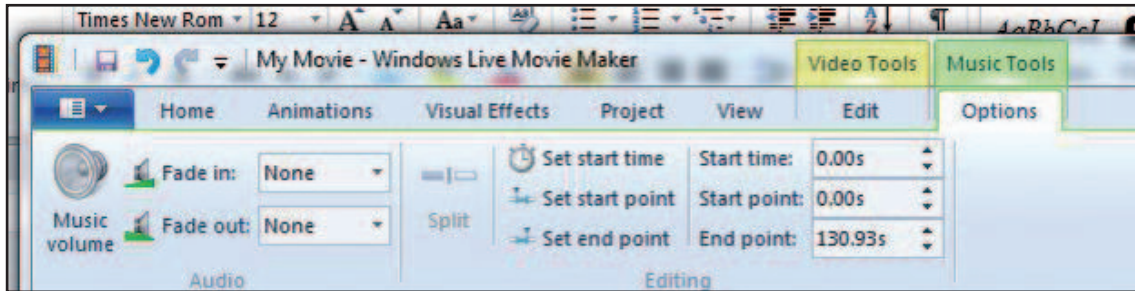 Times New Rom 12 A A Aa AB A Z AaBbCcI
My Movie - Windows Live Movie Maker Video Tools Music Tools
Home Animations Visual Effects Project View Edit Options
Fade in: None Set start time Start time: 0.00s
Music volume Fade out: None Split Set start point Start point: 0.00s
Set end point End point: 130.93s
Audio Editing